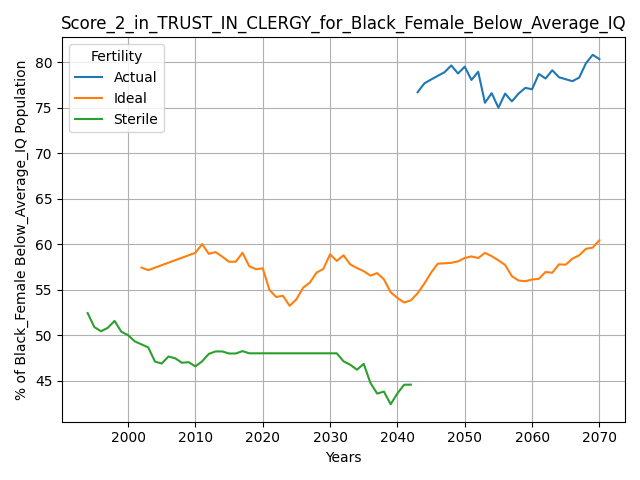 Score_2_in_TRUST_IN_CLERGY_for_Black_Female_Below_Average_IQ
% of Black_Female Below_Average_IQ Population
Fertility
Actual
Ideal
Sterile
80
75
70
65
60
55
50
45
2000 2010 2020 2030 2040 2050 2060 2070
Years